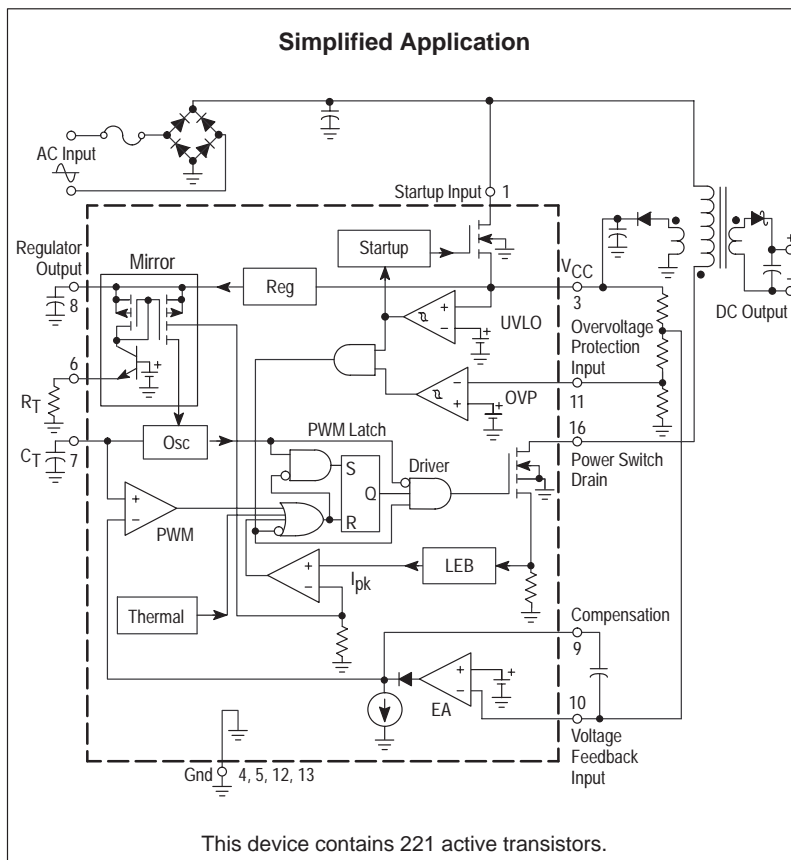 Simplified Application
AC Input
Startup Input
1
Regulator
Output
8
Mirror
Startup
Reg
VCC
3
UVLO
+
−
DC Output
Overvoltage
Protection
Input
11
6
RT
OVP
16
Power Switch
Drain
CT
7
Osc
PWM Latch
S
Q
R
Driver
PWM
Ipk
LEB
Thermal
Compensation
9
EA
10
Voltage
Feedback
Input
Gnd
4, 5, 12, 13
This device contains 221 active transistors.